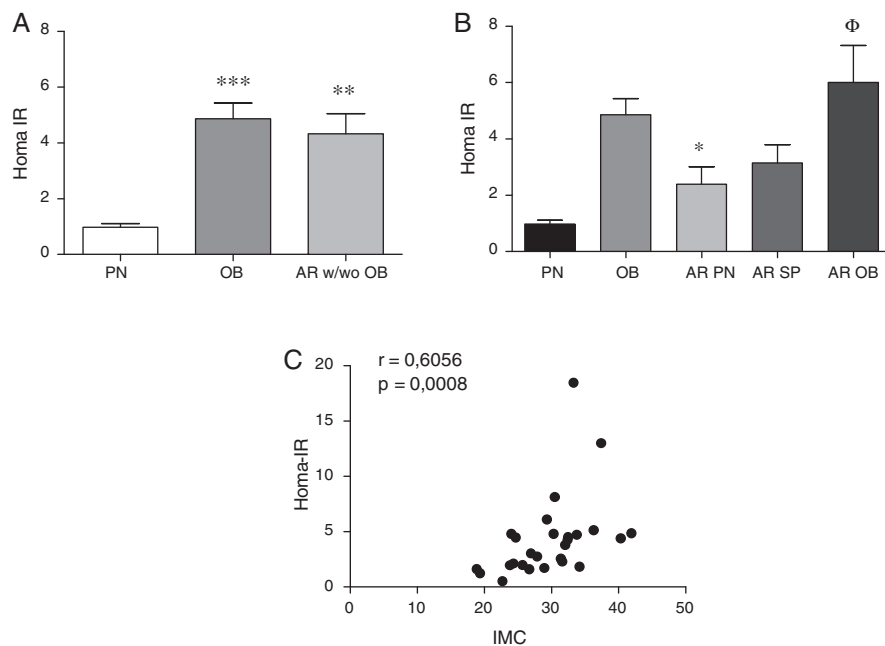 A
Homa IR
8
6
4
2
0
***
**
PN OB AR w/wo OB
B
Homa IR
8
6
4
2
0
*
Φ
PN OB AR PN AR SP AR OB
C
r = 0,6056
p = 0,0008
Homa-IR
20
15
10
5
0
0 10 20 30 40 50
IMC